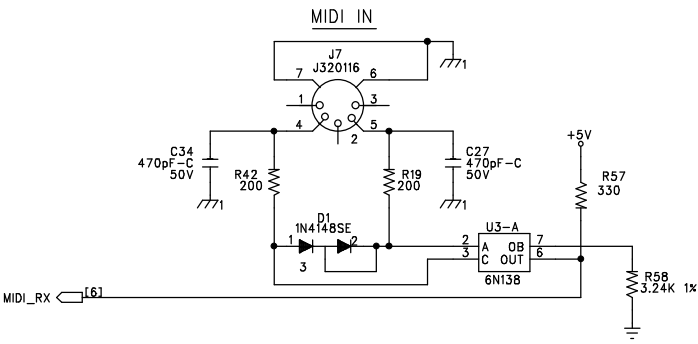 MIDI IN
J7
J320116
7 6
1
1 3
4 5
2
C34
470pF-C
50V
C27
470pF-C
50V
+5V
R42
200
R19
200
R57
330
1
1
D1
1N4148SE
1 2
3
U3-A
2 A OB 7
3 C OUT 6
6N138
R58
3.24K 1%
MIDI_RX [6]